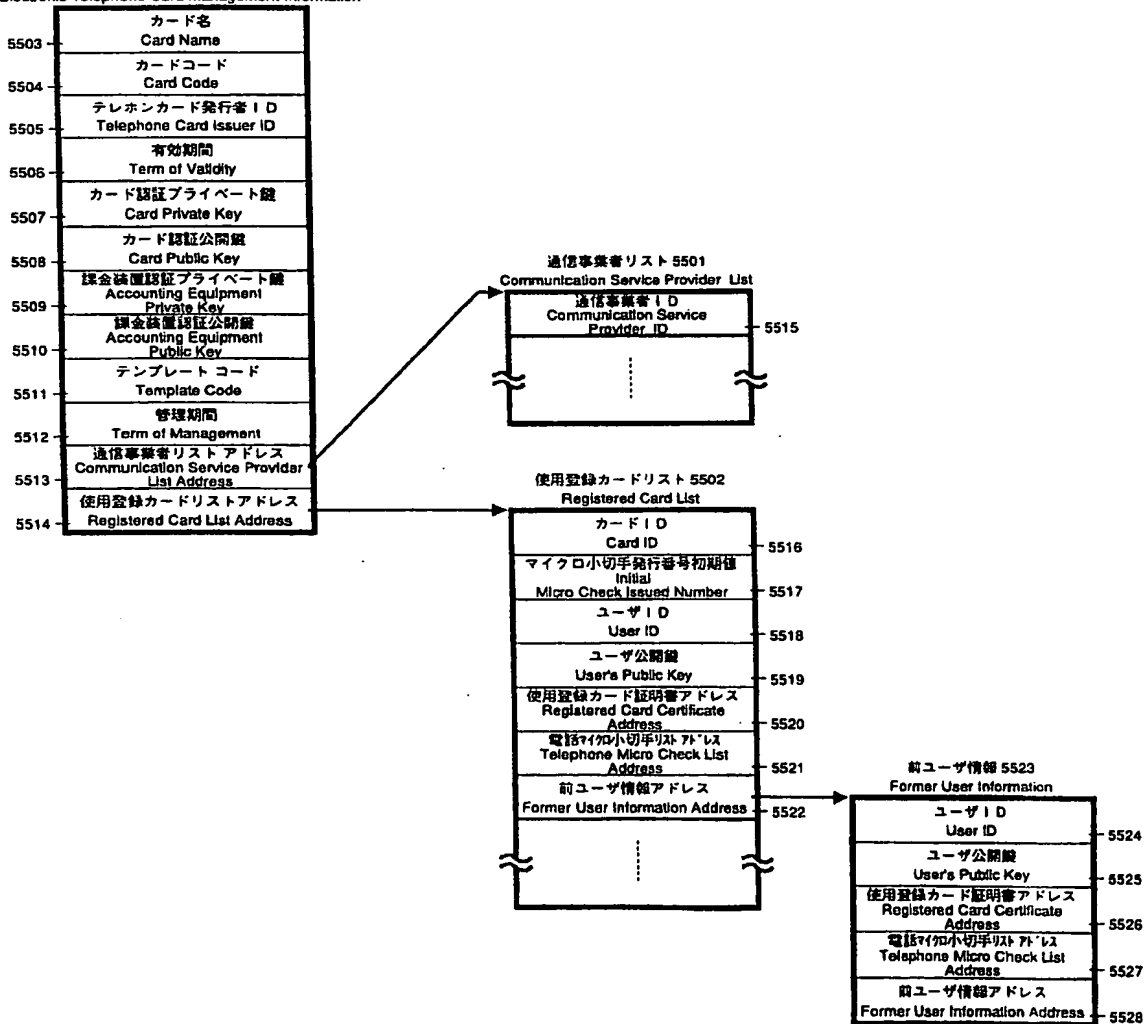 カード名
Card Name
5503
カードコード
Card Code
5504
テレホンカード発行者ID
Telephone Card Issuer ID
5505
有効期間
Term of Validity
5506
カード認証プライベート鍵
Card Private Key
5507
カード認証公開鍵
Card Public Key
5508
課金装置認証プライベート鍵
Accounting Equipment
Private Key
5509
課金装置認証公開鍵
Accounting Equipment
Public Key
5510
テンプレート コード
Template Code
5511
管理期間
Term of Management
5512
通信事業者リスト アドレス
Communication Service Provider
List Address
5513
使用登録カードリストアドレス
Registered Card List Address
5514
通信事業者リスト 5501
Communication Service Provider List
通信事業者ID
Communication Service
Provider ID
5515
使用登録カードリスト 5502
Registered Card List
カードID
Card ID
5516
マイクロ小切手発行番号初期値
Initial
Micro Check Issued Number
5517
ユーザID
User ID
5518
ユーザ公開鍵
User's Public Key
5519
使用登録カード証明書アドレス
Registered Card Certificate
Address
5520
電話マイクロ小切手リスト アドレス
Telephone Micro Check List
Address
5521
前ユーザ情報アドレス
Former User Information Address
5522
前ユーザ情報 5523
Former User Information
ユーザID
User ID
5524
ユーザ公開鍵
User's Public Key
5525
使用登録カード証明書アドレス
Registered Card Certificate
Address
5526
電話マイクロ小切手リスト アドレス
Telephone Micro Check List
Address
5527
前ユーザ情報アドレス
Former User Information Address
5528